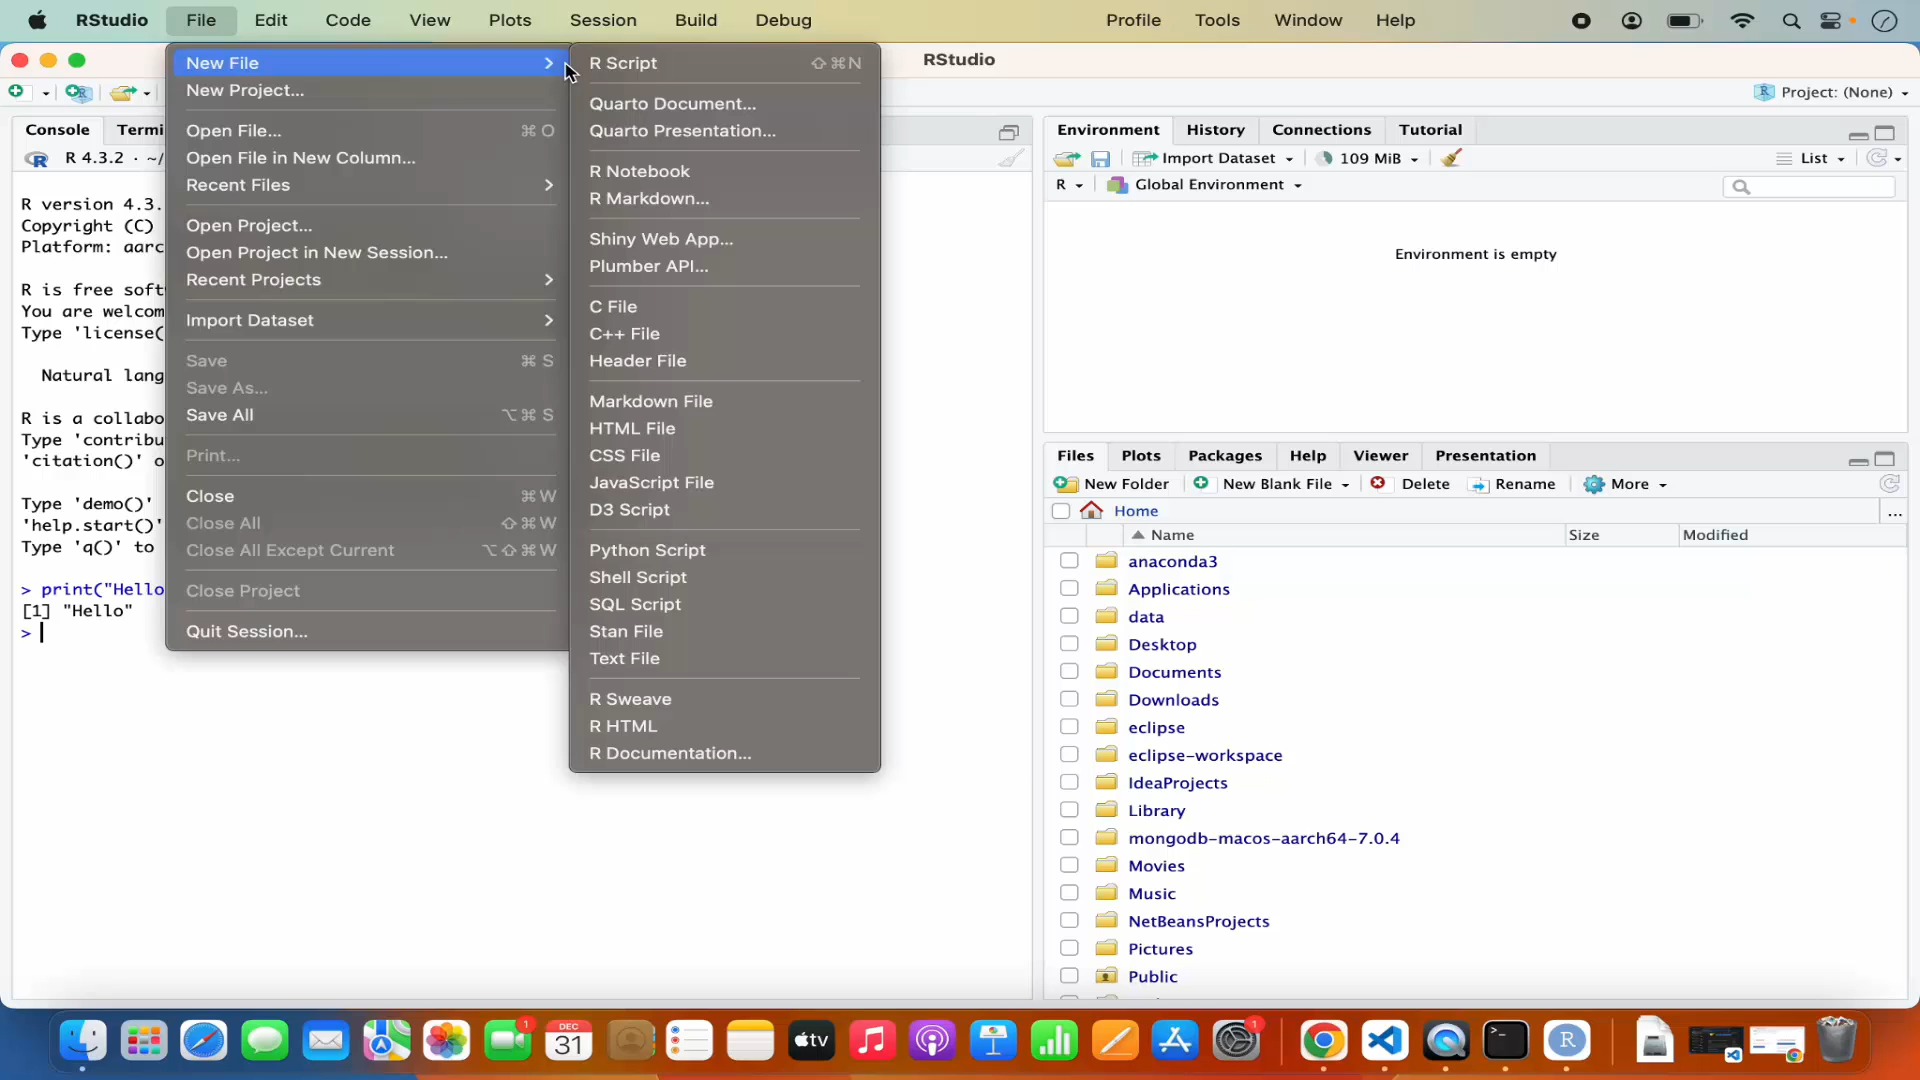 RStudio File Edit Code View Plots Session Build Debug Profile Tools Window Help
RStudio
Project: (None)
New File
New Project...
Open File... ⌘ O
Open File in New Column...
Recent Files
Open Project...
Open Project in New Session...
Recent Projects
Import Dataset
Save ⌘ S
Save As...
Save All ⌥⌘ S
Print...
Close ⌘W
Close All ⇧⌘W
Close All Except Current ⌥⇧⌘W
Close Project
Quit Session...
R Script ⇧⌘N
Quarto Document...
Quarto Presentation...
R Notebook
R Markdown...
Shiny Web App...
Plumber API...
C File
C++ File
Header File
Markdown File
HTML File
CSS File
JavaScript File
D3 Script
Python Script
Shell Script
SQL Script
Stan File
Text File
R Sweave
R HTML
R Documentation...
Console Termi
R 4.3.2 · ~/
R version 4.3.
Copyright (C)
Platform: aarc
R is free soft
You are welcom
Type 'license(
Natural lang
R is a collabo
Type 'contribu
'citation()' o
Type 'demo()'
'help.start()'
Type 'q()' to
> print("Hello
[1] "Hello"
>
Environment History Connections Tutorial
Import Dataset 109 MiB List
R Global Environment
Environment is empty
Files Plots Packages Help Viewer Presentation
New Folder New Blank File Delete Rename More
Home ...
Name Size Modified
anaconda3
Applications
data
Desktop
Documents
Downloads
eclipse
eclipse-workspace
IdeaProjects
Library
mongodb-macos-aarch64-7.0.4
Movies
Music
NetBeansProjects
Pictures
Public
1
DEC
31
tv
1
R